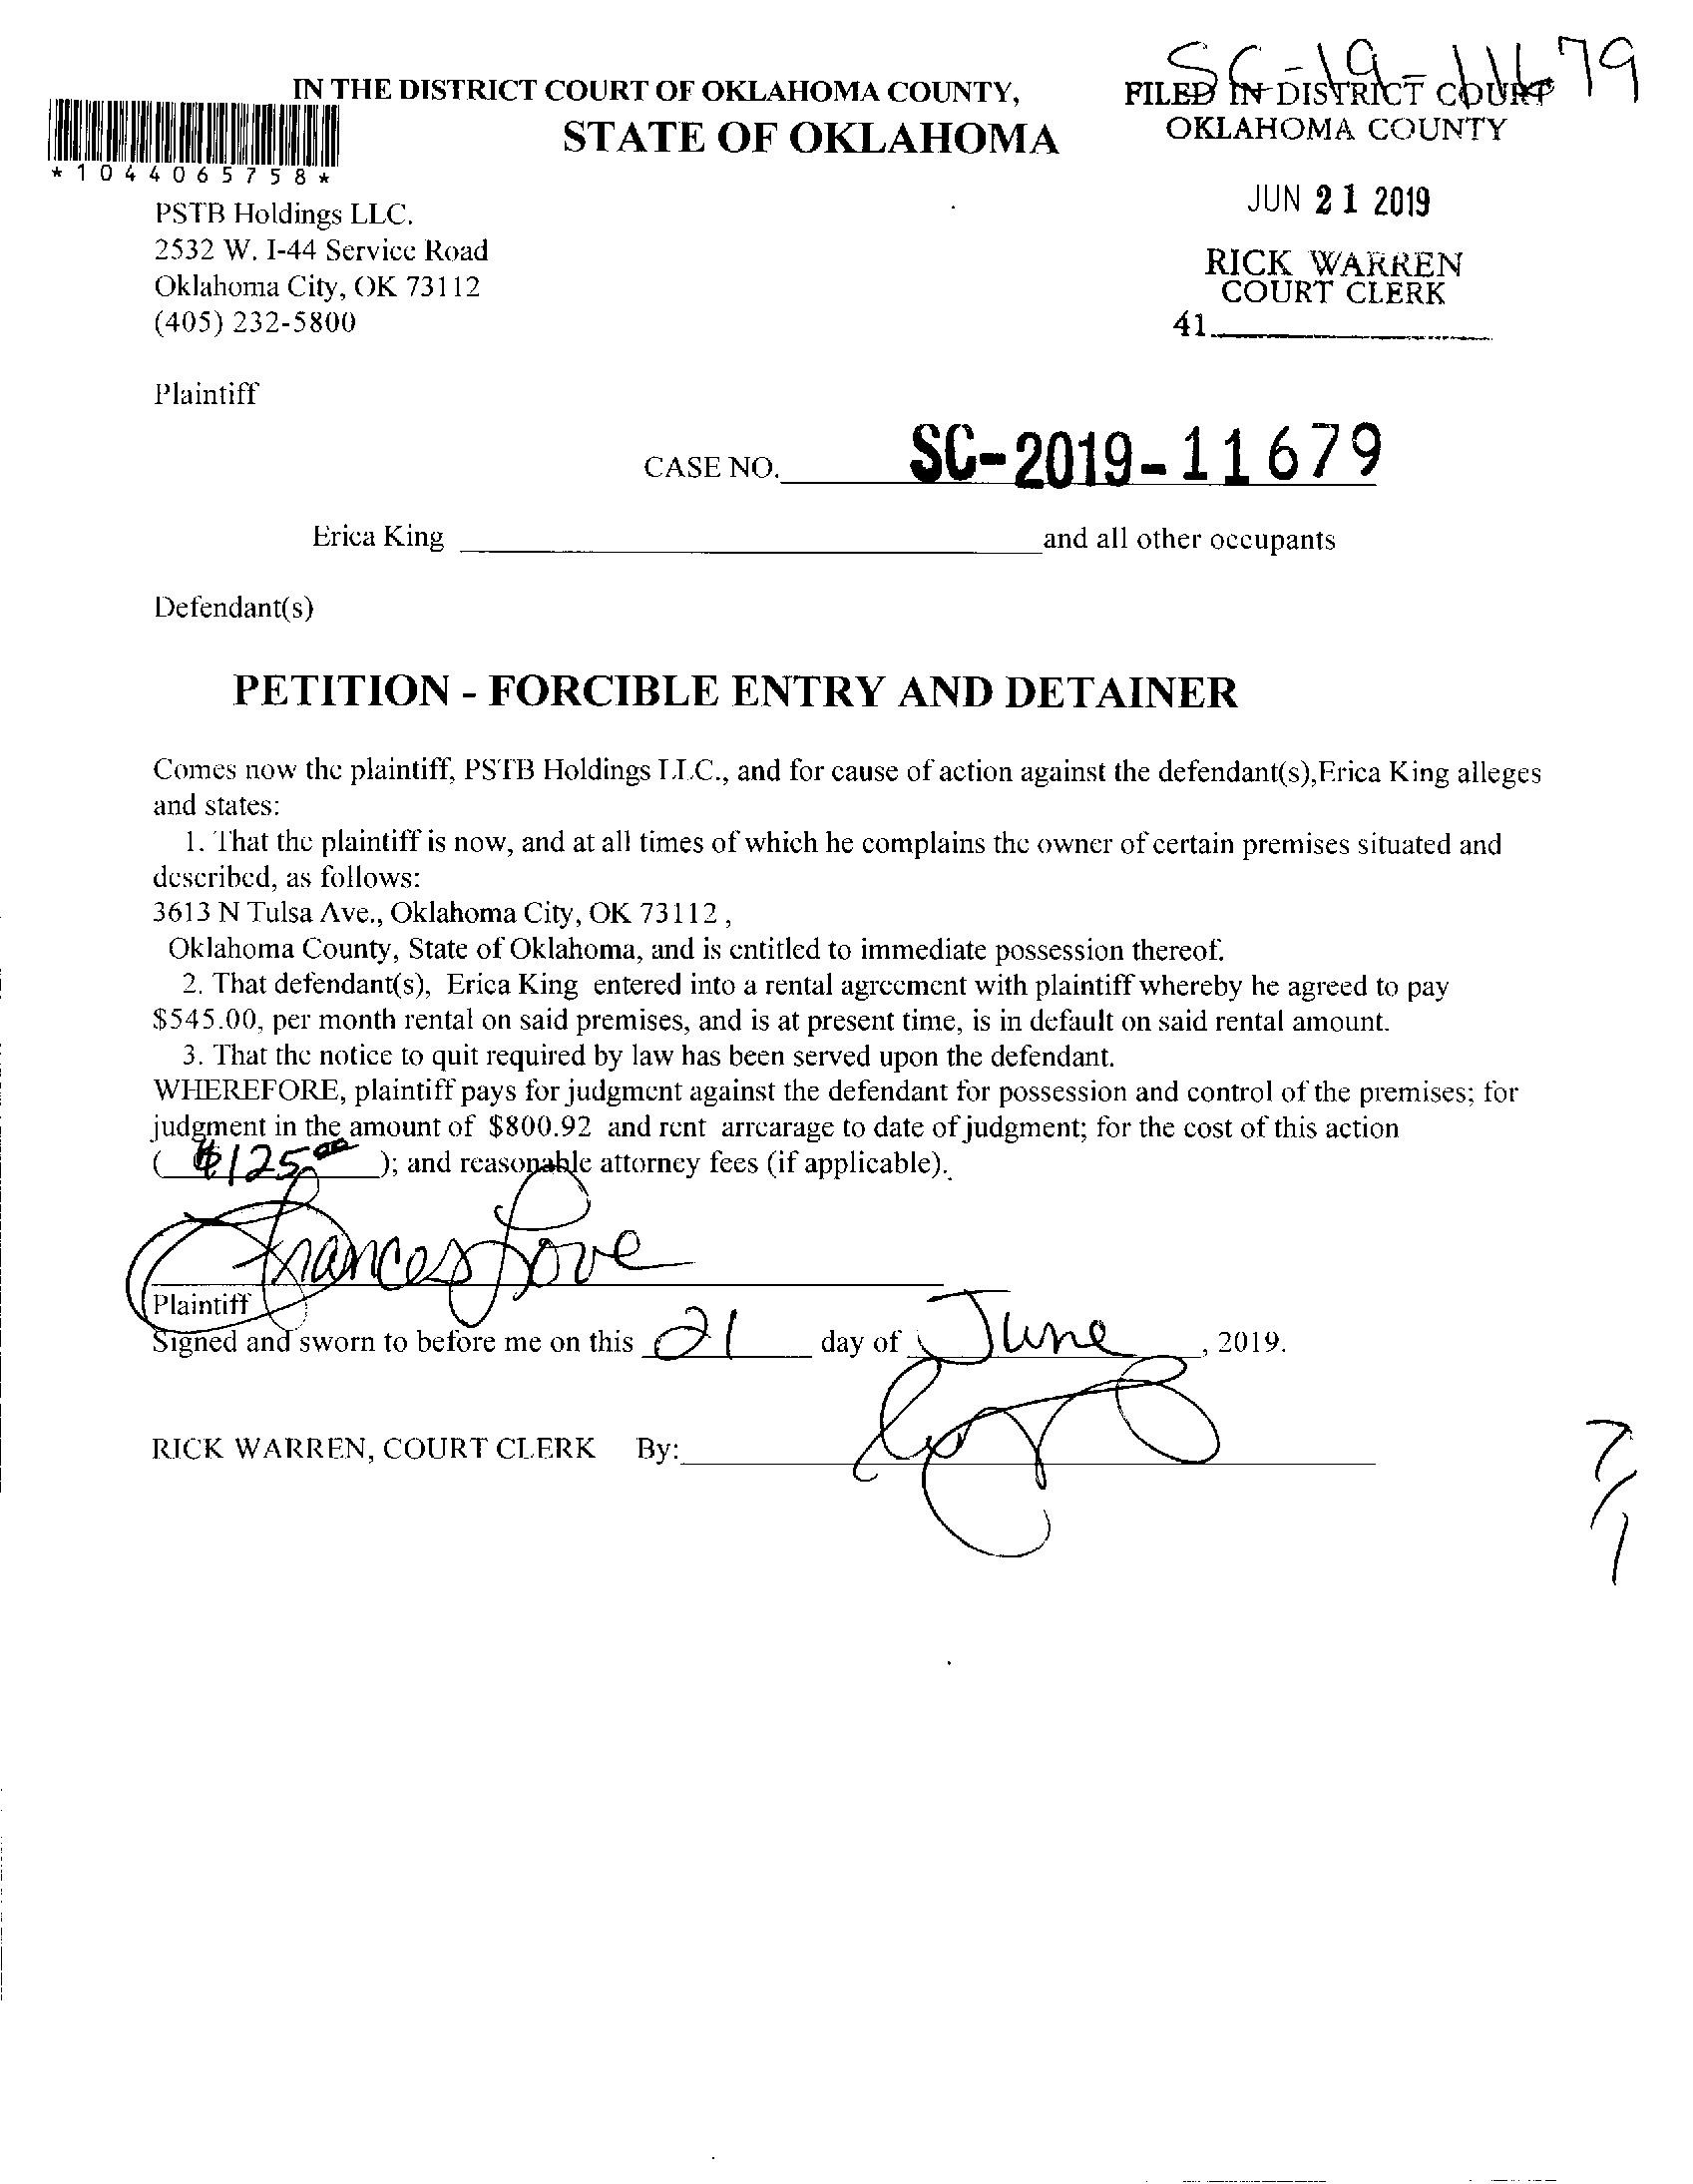 SC-19-11679
IN THE DISTRICT COURT OF OKLAHOMA COUNTY,
STATE OF OKLAHOMA
FILED IN DISTRICT COURT
OKLAHOMA COUNTY
*1044065758*
JUN 21 2019
PSTB Holdings LLC.
2532 W. I-44 Service Road
Oklahoma City, OK 73112
(405) 232-5800
RICK WARREN
COURT CLERK
41
Plaintiff
CASE NO. SC-2019-11679
Erica King and all other occupants
Defendant(s)
PETITION - FORCIBLE ENTRY AND DETAINER
Comes now the plaintiff, PSTB Holdings LLC., and for cause of action against the defendant(s),Erica King alleges
and states:
1. That the plaintiff is now, and at all times of which he complains the owner of certain premises situated and
described, as follows:
3613 N Tulsa Ave., Oklahoma City, OK 73112 ,
Oklahoma County, State of Oklahoma, and is entitled to immediate possession thereof.
2. That defendant(s), Erica King entered into a rental agreement with plaintiff whereby he agreed to pay
$545.00, per month rental on said premises, and is at present time, is in default on said rental amount.
3. That the notice to quit required by law has been served upon the defendant.
WHEREFORE, plaintiff pays for judgment against the defendant for possession and control of the premises; for
judgment in the amount of $800.92 and rent arrearage to date of judgment; for the cost of this action
( $125.00 ); and reasonable attorney fees (if applicable).
Frances Love
Plaintiff
Signed and sworn to before me on this 21 day of June, 2019.
RICK WARREN, COURT CLERK By:
7/1